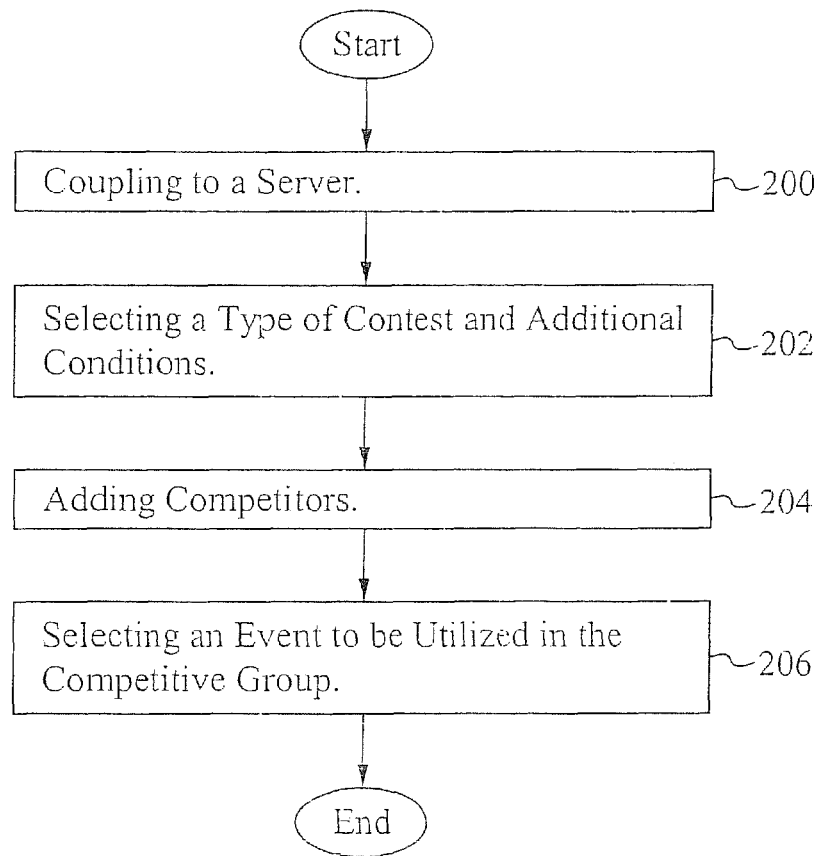 Start
Coupling to a Server.
200
Selecting a Type of Contest and Additional
Conditions.
202
Adding Competitors.
204
Selecting an Event to be Utilized in the
Competitive Group.
206
End